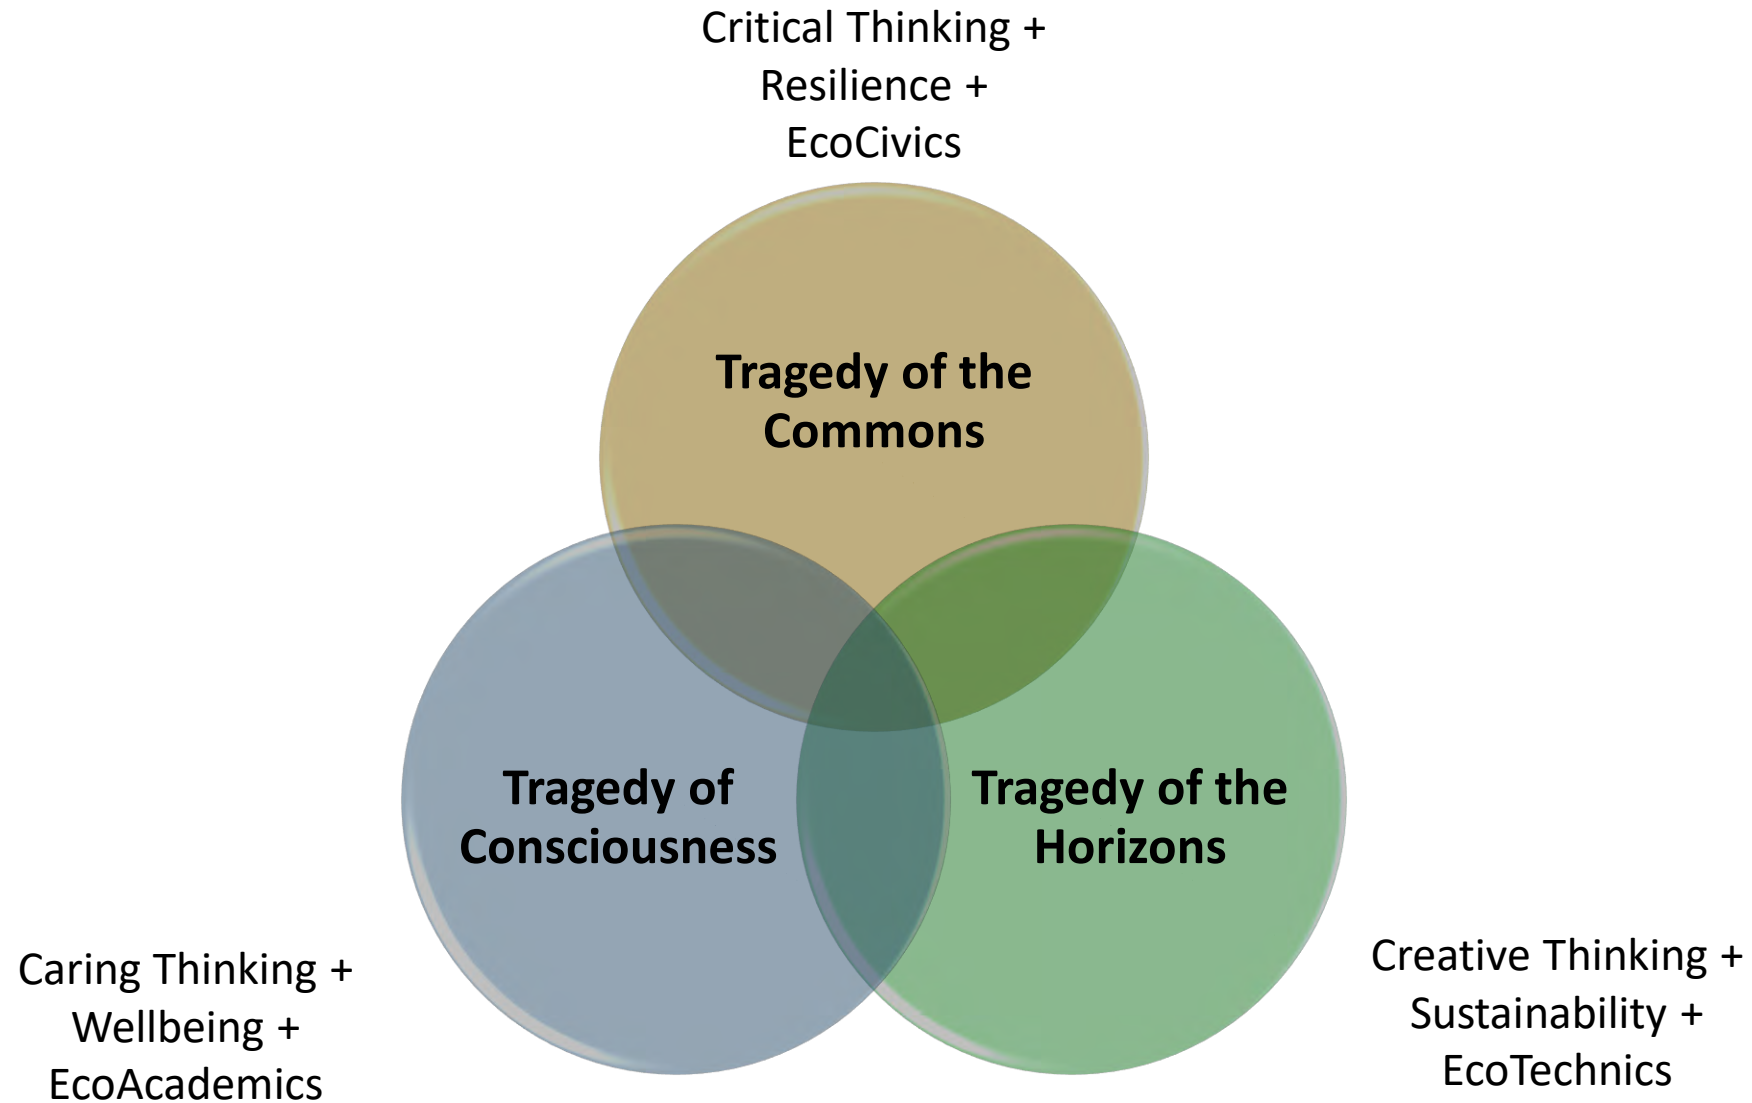 Critical Thinking +
Resilience +
EcoCivics
Tragedy of the
Commons
Tragedy of
Consciousness
Tragedy of the
Horizons
Caring Thinking +
Wellbeing +
EcoAcademics
Creative Thinking +
Sustainability +
EcoTechnics